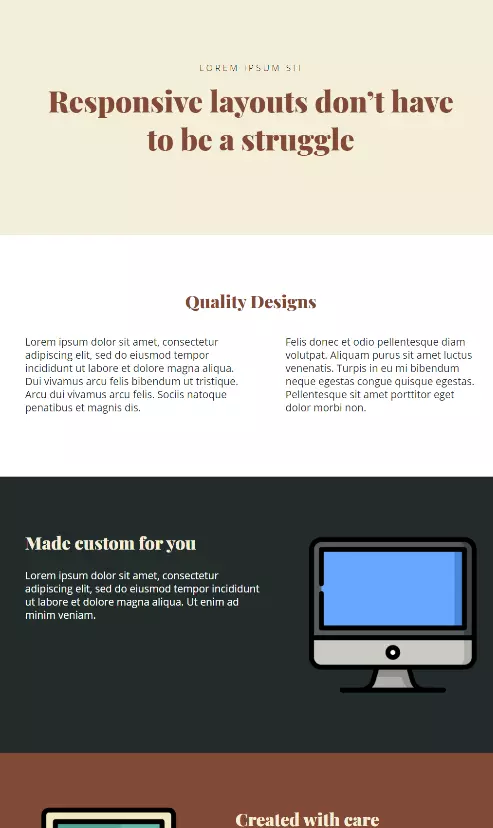 LOREM IPSUM SIT
Responsive layouts don’t have
to be a struggle
Quality Designs
Lorem ipsum dolor sit amet, consectetur
adipiscing elit, sed do eiusmod tempor
incididunt ut labore et dolore magna aliqua.
Dui vivamus arcu felis bibendum ut tristique.
Arcu dui vivamus arcu felis. Sociis natoque
penatibus et magnis dis.
Felis donec et odio pellentesque diam
volutpat. Aliquam purus sit amet luctus
venenatis. Turpis in eu mi bibendum
neque egestas congue quisque egestas.
Pellentesque sit amet porttitor eget
dolor morbi non.
Made custom for you
Lorem ipsum dolor sit amet, consectetur
adipiscing elit, sed do eiusmod tempor incididunt
ut labore et dolore magna aliqua. Ut enim ad
minim veniam.
Created with care